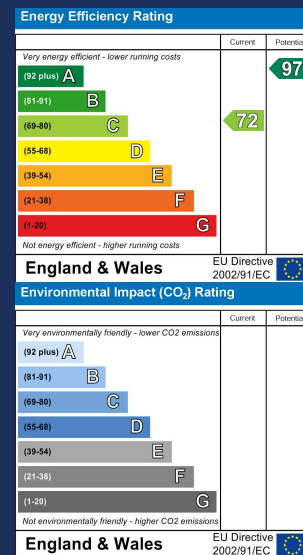 Energy Efficiency Rating
Current Potentia
Very energy efficient - lower running costs
(92 plus) A 97
(81-91) B
(69-80) C 72
(55-68) D
(39-54) E
(21-38) F
(1-20) G
Not energy efficient - higher running costs
England & Wales EU Directive
2002/91/EC
Environmental Impact (CO₂) Rating
Current Potentia
Very environmentally friendly - lower CO2 emissions
(92 plus) A
(81-91) B
(69-80) C
(55-68) D
(39-54) E
(21-38) F
(1-20) G
Not environmentally friendly - higher CO2 emissions
England & Wales EU Directive
2002/91/EC